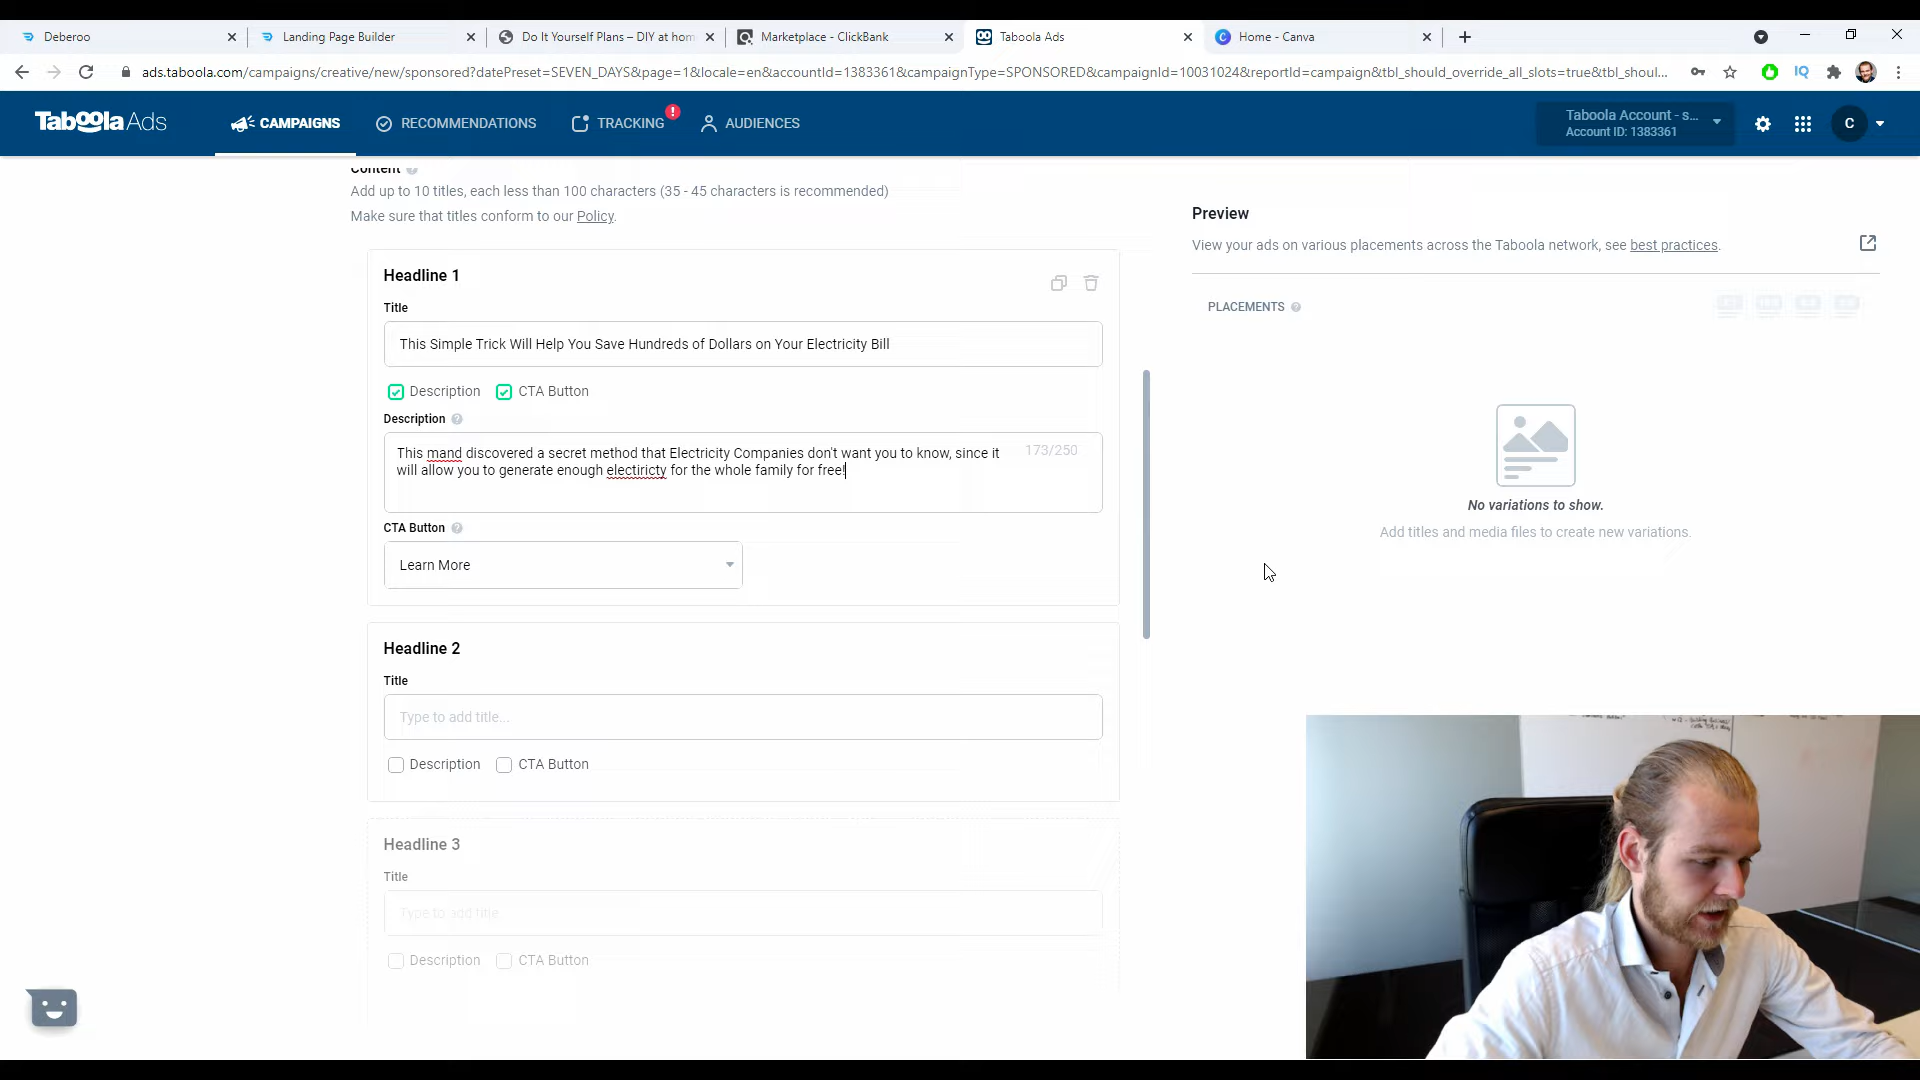 Deberoo
Landing Page Builder
Do It Yourself Plans – DIY at hom
Marketplace - ClickBank
Taboola Ads
Home - Canva
ads.taboola.com/campaigns/creative/new/sponsored?datePreset=SEVEN_DAYS&page=1&locale=en&accountId=1383361&campaignType=SPONSORED&campaignId=10031024&reportId=campaign&tbl_should_override_all_slots=true&tbl_shoul...
IQ
Taboola Ads
CAMPAIGNS
RECOMMENDATIONS
TRACKING
!
AUDIENCES
Taboola Account - s...
Account ID: 1383361
C
Content
Add up to 10 titles, each less than 100 characters (35 - 45 characters is recommended)
Make sure that titles conform to our Policy.
Headline 1
Title
This Simple Trick Will Help You Save Hundreds of Dollars on Your Electricity Bill
Description
CTA Button
Description
This mand discovered a secret method that Electricity Companies don't want you to know, since it
will allow you to generate enough electiricty for the whole family for free!
173/250
CTA Button
Learn More
Headline 2
Title
Type to add title...
Description
CTA Button
Headline 3
Title
Type to add title...
Description
CTA Button
Preview
View your ads on various placements across the Taboola network, see best practices.
PLACEMENTS
No variations to show.
Add titles and media files to create new variations.